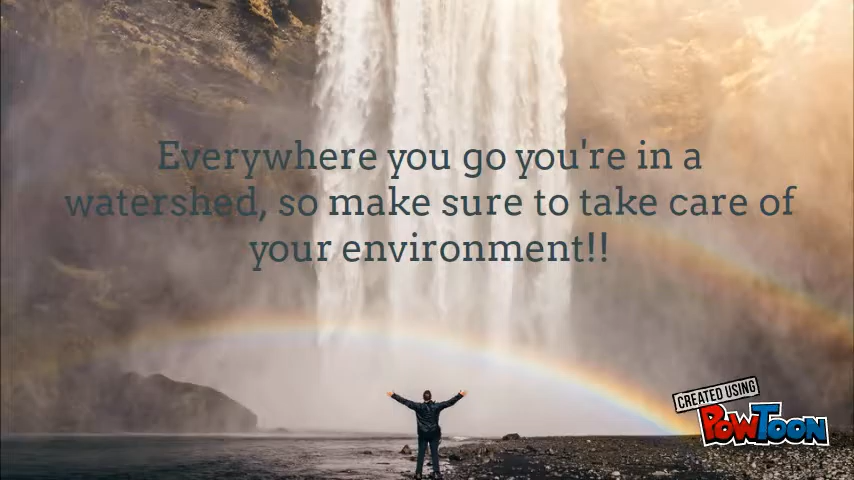 Everywhere you go you're in a
watershed, so make sure to take care of
your environment!!
CREATED USING
POWTOON